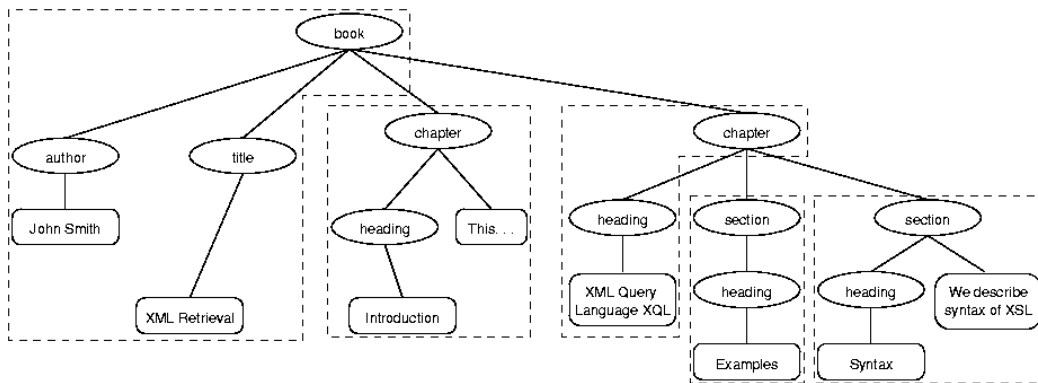 book
author
title
chapter
chapter
John Smith
heading
This. . .
heading
section
section
XML Retrieval
Introduction
XML Query
Language XQL
heading
heading
We describe
syntax of XSL
Examples
Syntax